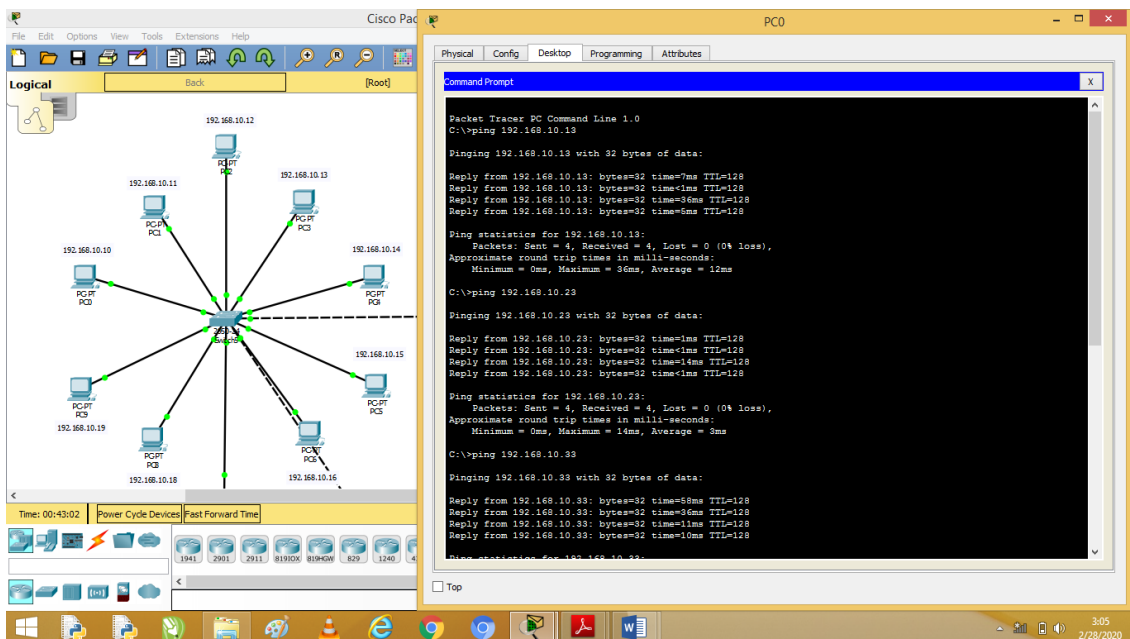 Cisco Pac
File Edit Options View Tools Extensions Help
Logical
Back
[Root]
192.168.10.12
PC-PT
PC2
192.168.10.13
PC-PT
PC3
192.168.10.11
PC-PT
PC1
192.168.10.10
PC-PT
PC0
192.168.10.14
PC-PT
PC4
2950-24
192.168.10.15
PC-PT
PC5
PC-PT
PC9
192.168.10.19
PC-PT
PC8
192.168.10.18
PC-PT
PC6
192.168.10.16
Time: 00:43:02
Power Cycle Devices
Fast Forward Time
1941 2901 2911 819IOX 819HGW 829 1240
PC0
Physical Config Desktop Programming Attributes
Command Prompt
X
Packet Tracer PC Command Line 1.0
C:\>ping 192.168.10.13
Pinging 192.168.10.13 with 32 bytes of data:
Reply from 192.168.10.13: bytes=32 time=7ms TTL=128
Reply from 192.168.10.13: bytes=32 time<1ms TTL=128
Reply from 192.168.10.13: bytes=32 time=36ms TTL=128
Reply from 192.168.10.13: bytes=32 time=5ms TTL=128
Ping statistics for 192.168.10.13:
Packets: Sent = 4, Received = 4, Lost = 0 (0% loss),
Approximate round trip times in milli-seconds:
Minimum = 0ms, Maximum = 36ms, Average = 12ms
C:\>ping 192.168.10.23
Pinging 192.168.10.23 with 32 bytes of data:
Reply from 192.168.10.23: bytes=32 time=1ms TTL=128
Reply from 192.168.10.23: bytes=32 time<1ms TTL=128
Reply from 192.168.10.23: bytes=32 time=14ms TTL=128
Reply from 192.168.10.23: bytes=32 time<1ms TTL=128
Ping statistics for 192.168.10.23:
Packets: Sent = 4, Received = 4, Lost = 0 (0% loss),
Approximate round trip times in milli-seconds:
Minimum = 0ms, Maximum = 14ms, Average = 3ms
C:\>ping 192.168.10.33
Pinging 192.168.10.33 with 32 bytes of data:
Reply from 192.168.10.33: bytes=32 time=58ms TTL=128
Reply from 192.168.10.33: bytes=32 time=36ms TTL=128
Reply from 192.168.10.33: bytes=32 time=11ms TTL=128
Reply from 192.168.10.33: bytes=32 time=10ms TTL=128
Ping statistics for 192.168.10.33:
Top
3:05
2/28/2020